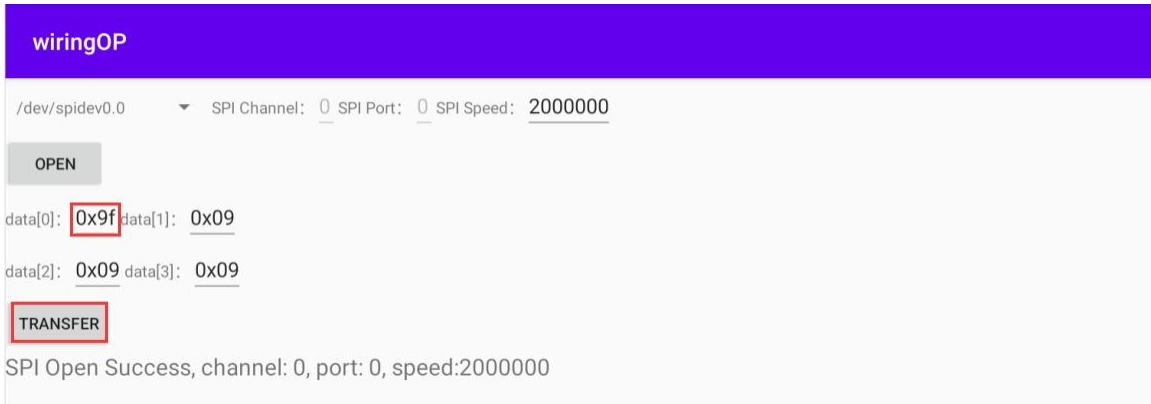 wiringOP
/dev/spidev0.0 SPI Channel: 0 SPI Port: 0 SPI Speed: 2000000
OPEN
data[0]: 0x9f data[1]: 0x09
data[2]: 0x09 data[3]: 0x09
TRANSFER
SPI Open Success, channel: 0, port: 0, speed:2000000